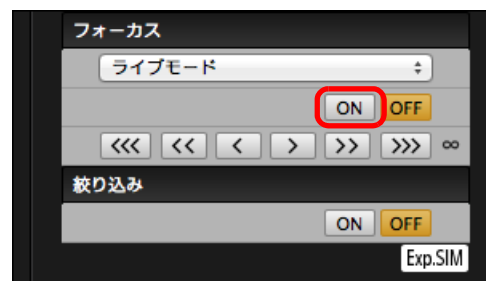 フォーカス
ライブモード
ON OFF
<<< << < > >> >>> ∞
絞り込み
ON OFF
Exp.SIM